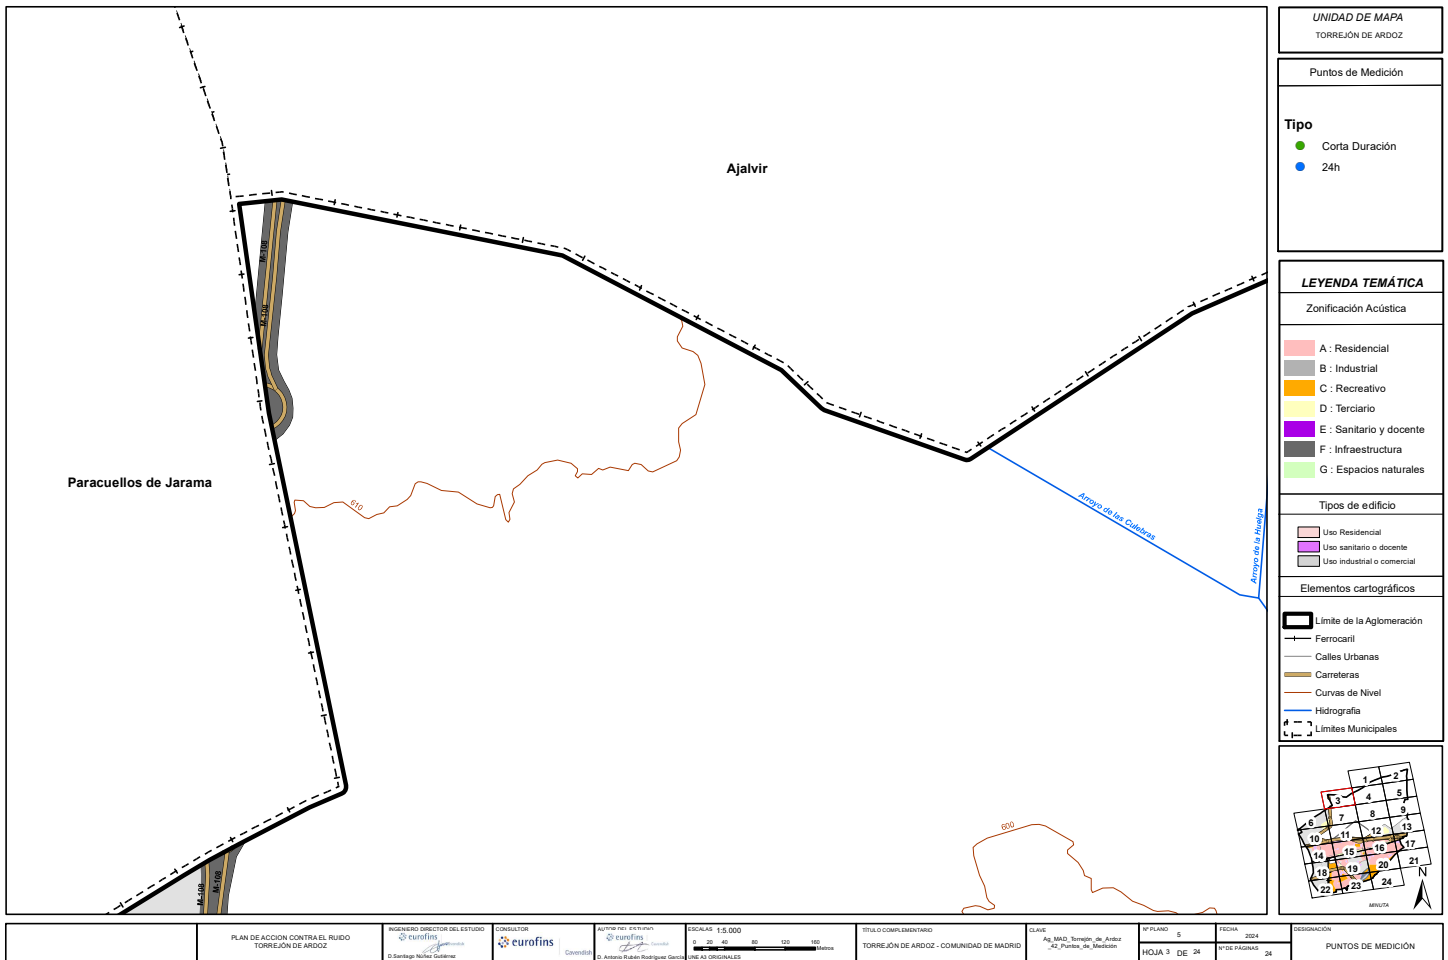 Ajalvir
Paracuellos de Jarama
M-108
M-108
M-108
M-108
610
600
Arroyo de las Culebras
Arroyo de la Huelga
UNIDAD DE MAPA
TORREJÓN DE ARDOZ
Puntos de Medición
Tipo
Corta Duración
24h
LEYENDA TEMÁTICA
Zonificación Acústica
A : Residencial
B : Industrial
C : Recreativo
D : Terciario
E : Sanitario y docente
F : Infraestructura
G : Espacios naturales
Tipos de edificio
Uso Residencial
Uso sanitario o docente
Uso industrial o comercial
Elementos cartográficos
Límite de la Aglomeración
Ferrocaril
Calles Urbanas
Carreteras
Curvas de Nivel
Hidrografia
Límites Municipales
1 2
3 4 5
6 7 8 9
10 11 12 13
14 15 16 17
18 19 20 21
22 23 24
N
MINUTA
PLAN DE ACCION CONTRA EL RUIDO
TORREJÓN DE ARDOZ
INGENIERO DIRECTOR DEL ESTUDIO
eurofins
D.Santiago Núñez Gutiérrez
CONSULTOR
eurofins
Cavendish
AUTOR DEL ESTUDIO
eurofins
D. Antonio Rubén Rodríguez García
ESCALAS 1:5.000
0 20 40 80 120 160
Metros
UNE A3 ORIGINALES
TÍTULO COMPLEMENTARIO
TORREJÓN DE ARDOZ - COMUNIDAD DE MADRID
CLAVE
Ag_MAD_Torrejón_de_Ardoz
_42_Puntos_de_Medición
Nº PLANO 5
HOJA 3 DE 24
FECHA 2024
Nº DE PÁGINAS 24
DESIGNACIÓN
PUNTOS DE MEDICIÓN